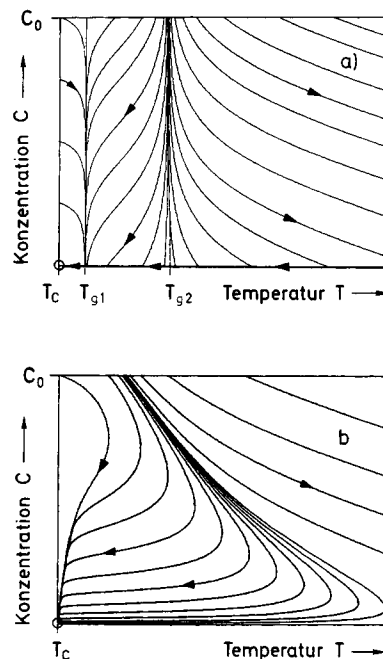 C₀
a)
Konzentration C
T_C T_g1 T_g2 Temperatur T
C₀
b
Konzentration C
T_C Temperatur T